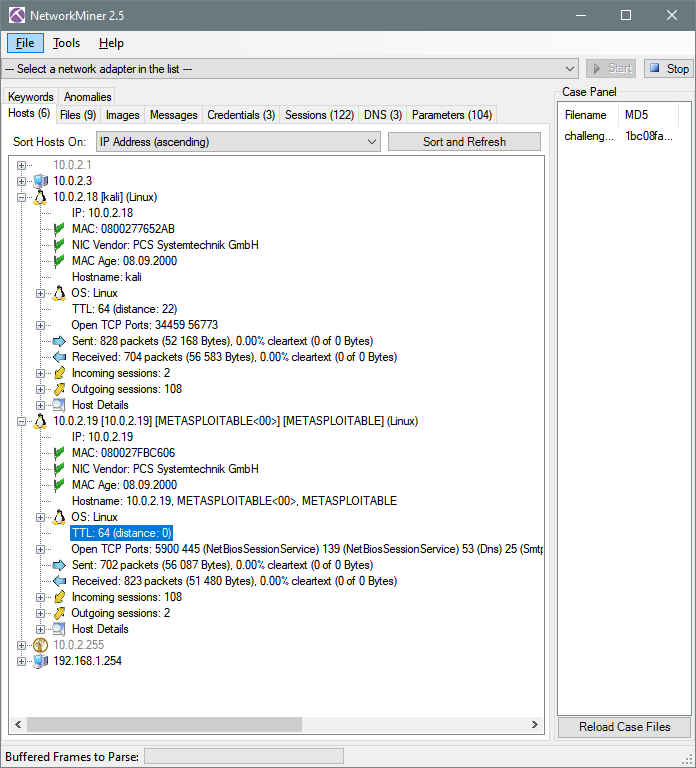 NetworkMiner 2.5
File Tools Help
--- Select a network adapter in the list --- Start Stop
Keywords Anomalies
Hosts (6) Files (9) Images Messages Credentials (3) Sessions (122) DNS (3) Parameters (104)
Sort Hosts On: IP Address (ascending) Sort and Refresh
10.0.2.1
10.0.2.3
10.0.2.18 [kali] (Linux)
IP: 10.0.2.18
MAC: 0800277652AB
NIC Vendor: PCS Systemtechnik GmbH
MAC Age: 08.09.2000
Hostname: kali
OS: Linux
TTL: 64 (distance: 22)
Open TCP Ports: 34459 56773
Sent: 828 packets (52 168 Bytes), 0.00% cleartext (0 of 0 Bytes)
Received: 704 packets (56 583 Bytes), 0.00% cleartext (0 of 0 Bytes)
Incoming sessions: 2
Outgoing sessions: 108
Host Details
10.0.2.19 [10.0.2.19] [METASPLOITABLE<00>] [METASPLOITABLE] (Linux)
IP: 10.0.2.19
MAC: 080027FBC606
NIC Vendor: PCS Systemtechnik GmbH
MAC Age: 08.09.2000
Hostname: 10.0.2.19, METASPLOITABLE<00>, METASPLOITABLE
OS: Linux
TTL: 64 (distance: 0)
Open TCP Ports: 5900 445 (NetBiosSessionService) 139 (NetBiosSessionService) 53 (Dns) 25 (Smtp
Sent: 702 packets (56 087 Bytes), 0.00% cleartext (0 of 0 Bytes)
Received: 823 packets (51 480 Bytes), 0.00% cleartext (0 of 0 Bytes)
Incoming sessions: 108
Outgoing sessions: 2
Host Details
10.0.2.255
192.168.1.254
Case Panel
Filename MD5
challeng... 1bc08fa...
Reload Case Files
Buffered Frames to Parse: